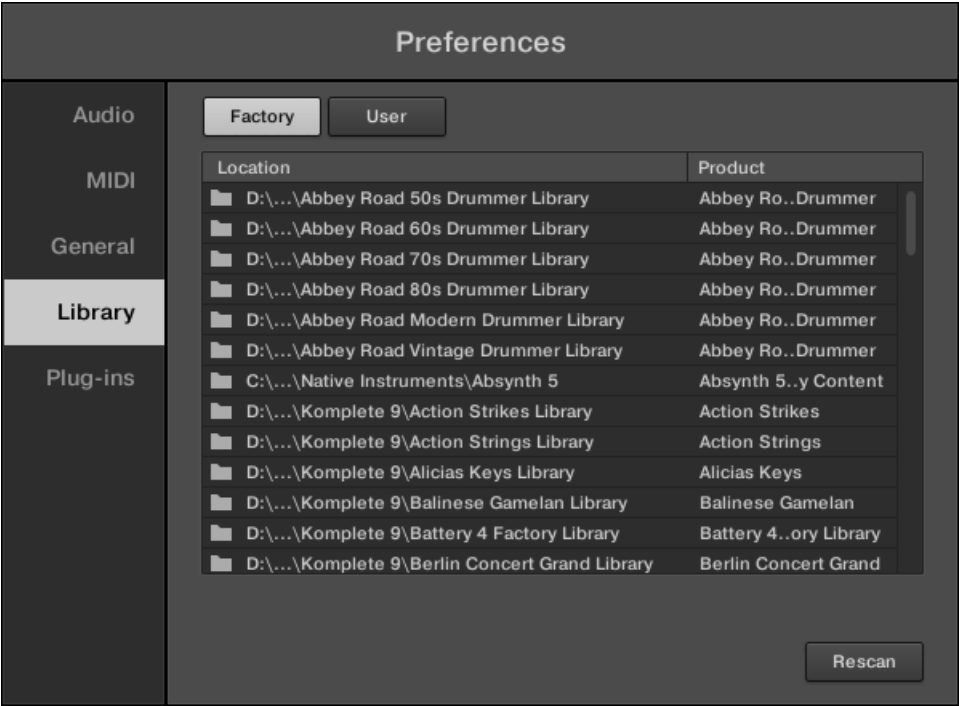 Preferences
Audio
MIDI
General
Library
Plug-ins
Factory User
Location Product
D:\...\Abbey Road 50s Drummer Library Abbey Ro..Drummer
D:\...\Abbey Road 60s Drummer Library Abbey Ro..Drummer
D:\...\Abbey Road 70s Drummer Library Abbey Ro..Drummer
D:\...\Abbey Road 80s Drummer Library Abbey Ro..Drummer
D:\...\Abbey Road Modern Drummer Library Abbey Ro..Drummer
D:\...\Abbey Road Vintage Drummer Library Abbey Ro..Drummer
C:\...\Native Instruments\Absynth 5 Absynth 5..y Content
D:\...\Komplete 9\Action Strikes Library Action Strikes
D:\...\Komplete 9\Action Strings Library Action Strings
D:\...\Komplete 9\Alicias Keys Library Alicias Keys
D:\...\Komplete 9\Balinese Gamelan Library Balinese Gamelan
D:\...\Komplete 9\Battery 4 Factory Library Battery 4..ory Library
D:\...\Komplete 9\Berlin Concert Grand Library Berlin Concert Grand
Rescan